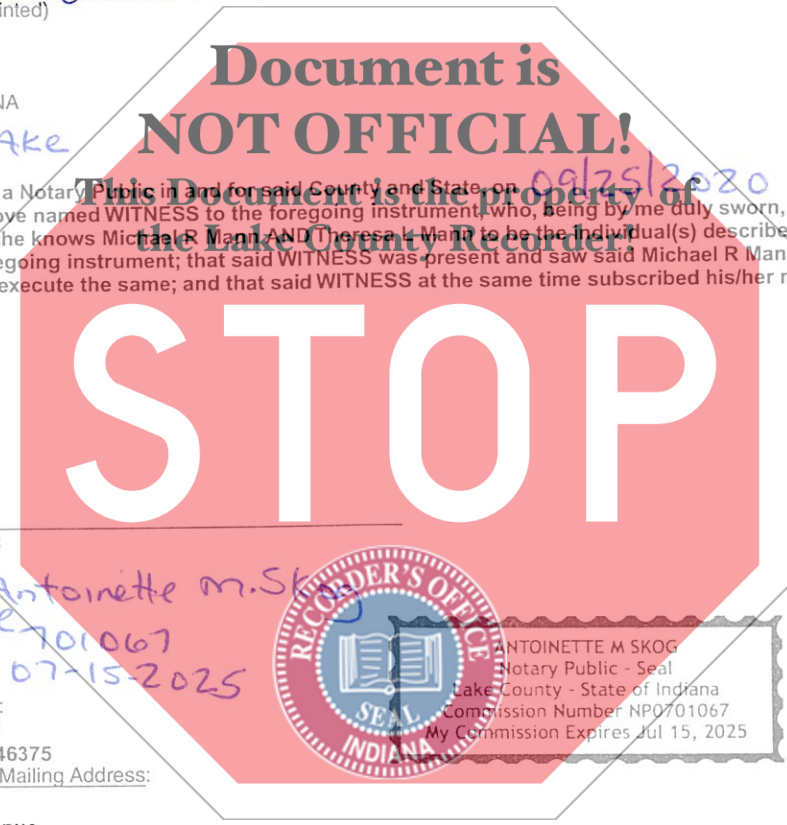 inted)
Document is
NA
NOT OFFICIAL!
Ake
This Document is the property of
the Lake County Recorder!
a Notary Public in and for said County and State, on 09/25/2020
ove named WITNESS to the foregoing instrument, who, being by me duly sworn,
he knows Michael R Mann AND Theresa L Mann to be the individual(s) describe
egoing instrument; that said WITNESS was present and saw said Michael R Man
execute the same; and that said WITNESS at the same time subscribed his/her n
STOP
Antoinette M. Skog
e
701067
07-15-2025
RECORDER'S OFFICE
SEAL
INDIANA
ANTOINETTE M SKOG
Notary Public - Seal
Lake County - State of Indiana
Commission Number NP0701067
My Commission Expires Jul 15, 2025
:
46375
Mailing Address: